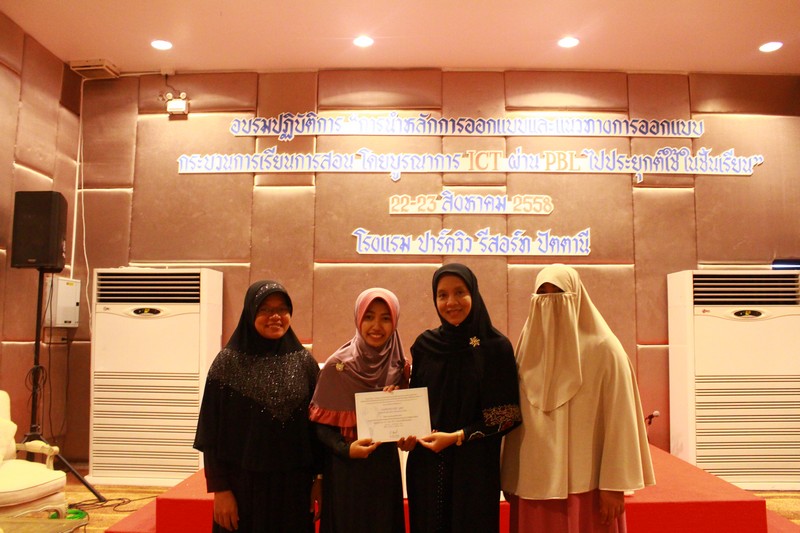 อบรมปฏิบัติการ "การนำหลักการออกแบบและแนวทางการออกแบบ
กระบวนการเรียนการสอน โดยบูรณาการ ICT ผ่าน PBL ไปประยุกต์ใช้ในชั้นเรียน"
22-23 สิงหาคม 2558
โรงแรม ปาร์ควิว รีสอร์ท ปัตตานี